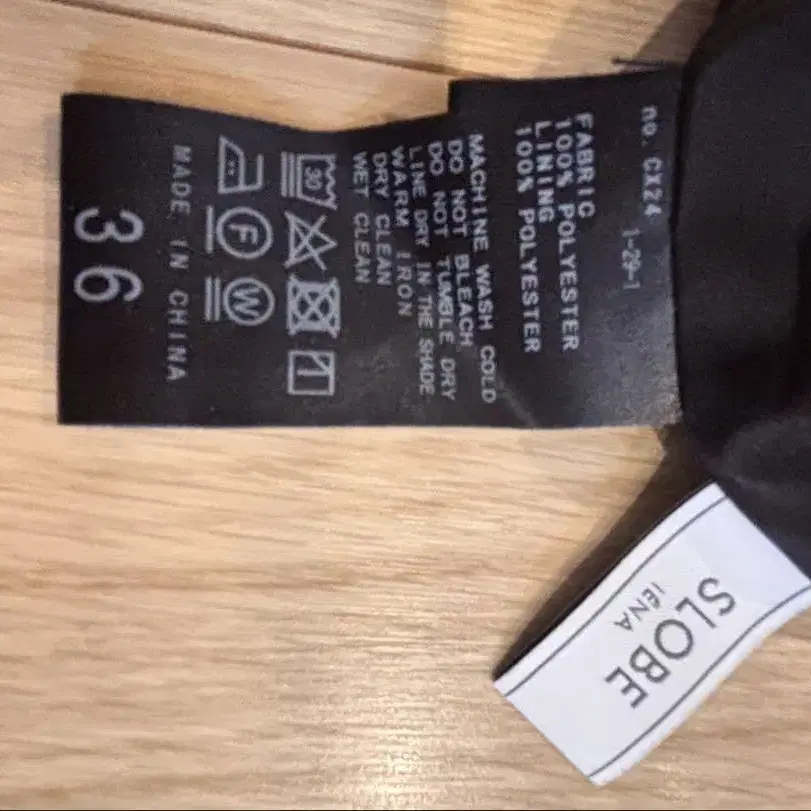 no. CX24
1-29-1
FABRIC
100% POLYESTER
LINING
100% POLYESTER
MACHINE WASH COLD
DO NOT BLEACH
DO NOT TUMBLE DRY
LINE DRY IN THE SHADE
WARM IRON
DRY CLEAN
WET CLEAN
30
F
W
MADE IN CHINA
36
SLOBE
IÉNA